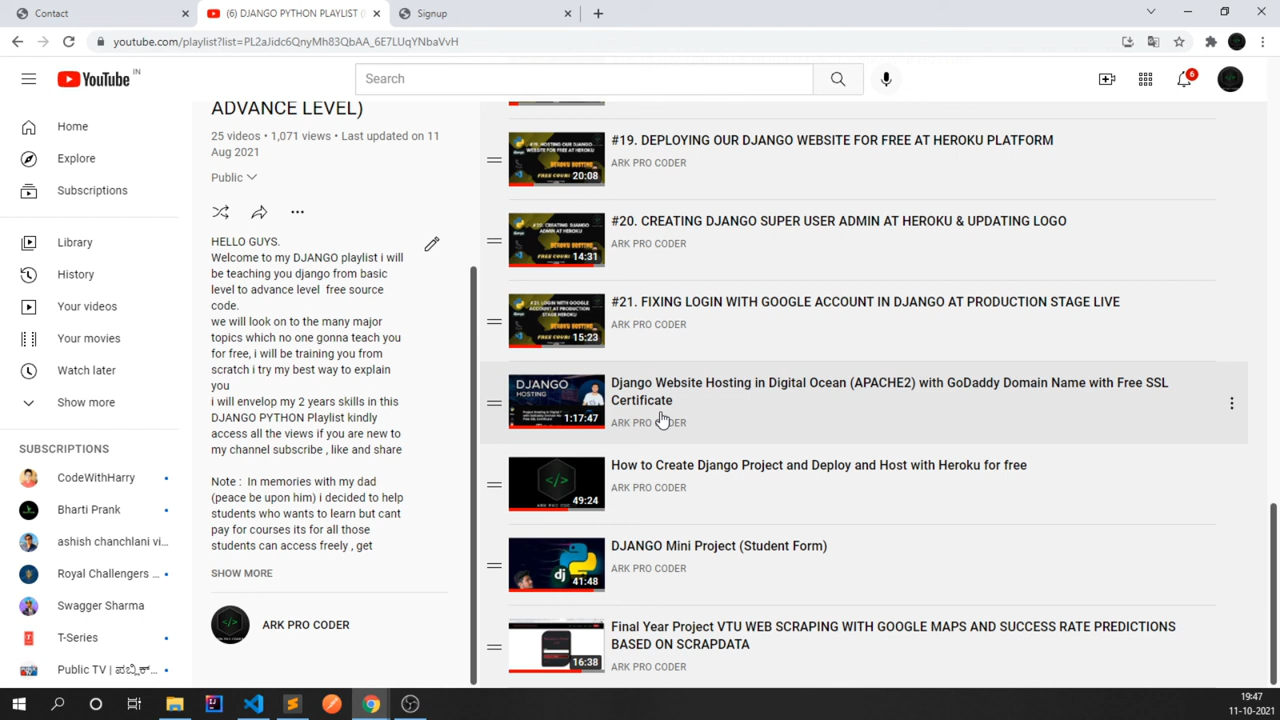 Contact
(6) DJANGO PYTHON PLAYLIST (
Signup
youtube.com/playlist?list=PL2aJidc6QnyMh83QbAA_6E7LUqYNbaVvH
YouTube IN
Search
6
Home
Explore
Subscriptions
Library
History
Your videos
Your movies
Watch later
Show more
SUBSCRIPTIONS
CodeWithHarry
Bharti Prank
ashish chanchlani vi...
Royal Challengers ...
Swagger Sharma
T-Series
Public TV | ಪಬ್ಲಿಕ್...
ADVANCE LEVEL)
25 videos • 1,071 views • Last updated on 11
Aug 2021
Public
HELLO GUYS.
Welcome to my DJANGO playlist i will
be teaching you django from basic
level to advance level  free source
code.
we will look on to the many major
topics which no one gonna teach you
for free, i will be training you from
scratch i try my best way to explain
you
i will envelop my 2 years skills in this
DJANGO PYTHON Playlist kindly
access all the views if you are new to
my channel subscribe , like and share
Note :  In memories with my dad
(peace be upon him) i decided to help
students who wants to learn but cant
pay for courses its for all those
students can access freely , get
SHOW MORE
ARK PRO CODER
20:08
#19. DEPLOYING OUR DJANGO WEBSITE FOR FREE AT HEROKU PLATFORM
ARK PRO CODER
14:31
#20. CREATING DJANGO SUPER USER ADMIN AT HEROKU & UPDATING LOGO
ARK PRO CODER
15:23
#21. FIXING LOGIN WITH GOOGLE ACCOUNT IN DJANGO AT PRODUCTION STAGE LIVE
ARK PRO CODER
DJANGO
HOSTING
1:17:47
Django Website Hosting in Digital Ocean (APACHE2) with GoDaddy Domain Name with Free SSL
Certificate
ARK PRO CODER
49:24
How to Create Django Project and Deploy and Host with Heroku for free
ARK PRO CODER
dj
41:48
DJANGO Mini Project (Student Form)
ARK PRO CODER
16:38
Final Year Project VTU WEB SCRAPING WITH GOOGLE MAPS AND SUCCESS RATE PREDICTIONS
BASED ON SCRAPDATA
ARK PRO CODER
19:47
11-10-2021